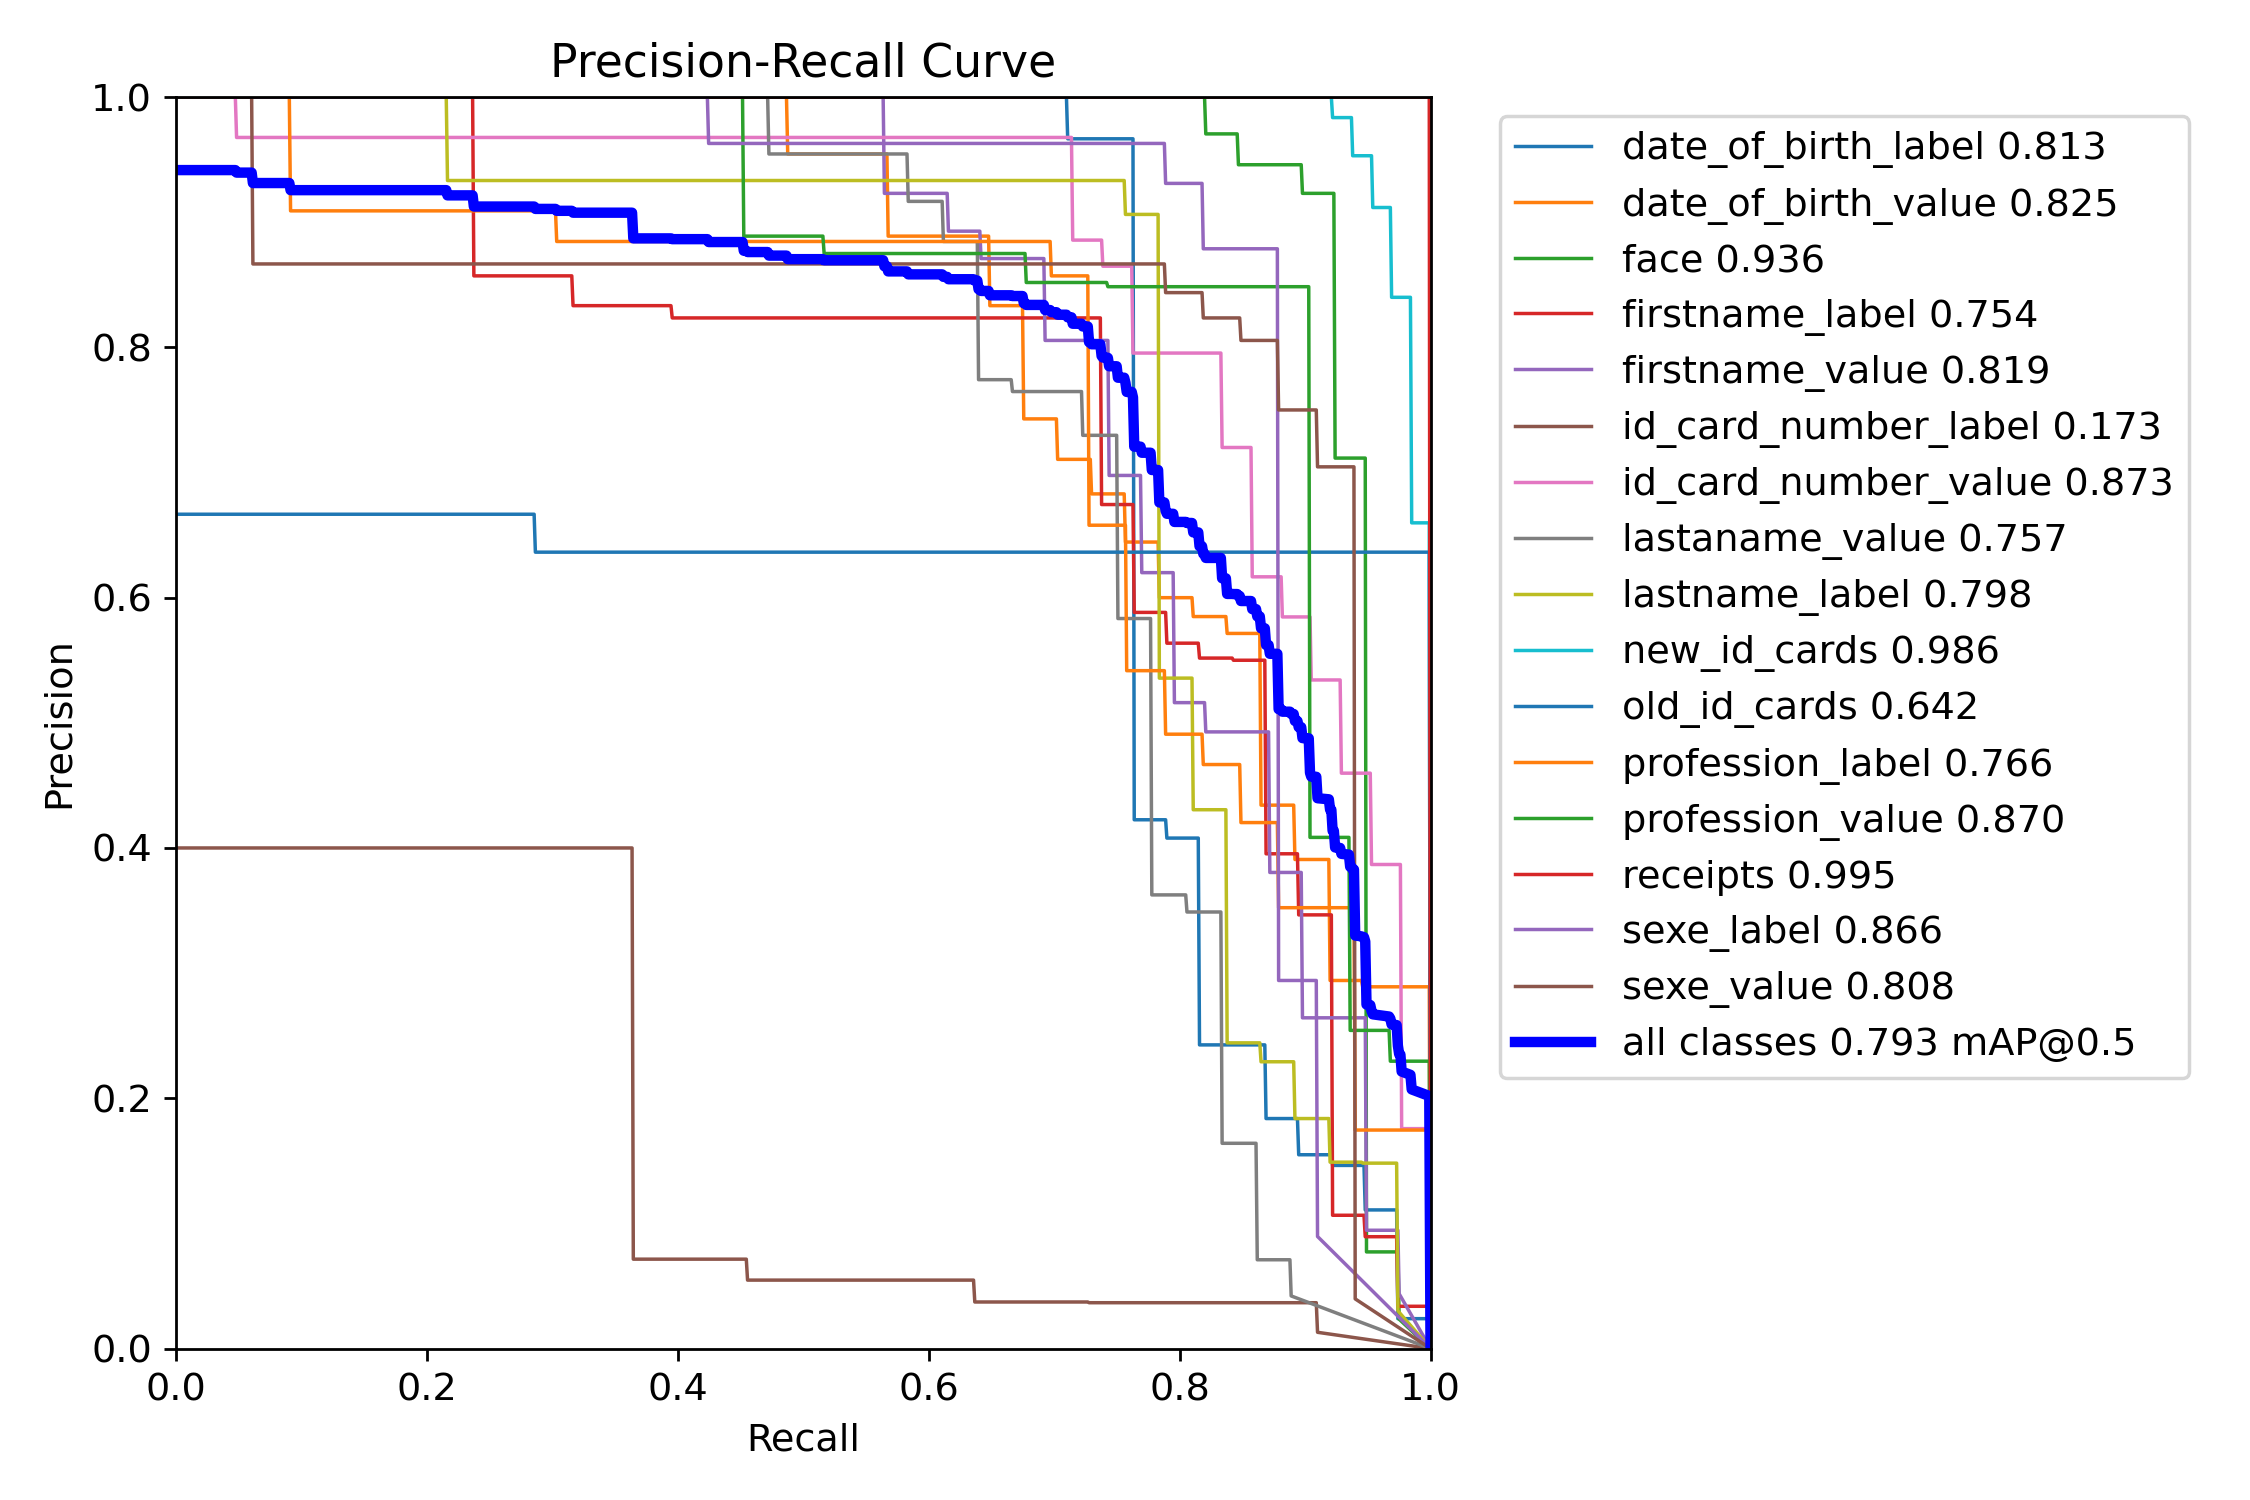 Precision-Recall Curve
1.0
0.8
0.6
0.4
0.2
0.0
Precision
0.0 0.2 0.4 0.6 0.8 1.0
Recall
date_of_birth_label 0.813
date_of_birth_value 0.825
face 0.936
firstname_label 0.754
firstname_value 0.819
id_card_number_label 0.173
id_card_number_value 0.873
lastaname_value 0.757
lastname_label 0.798
new_id_cards 0.986
old_id_cards 0.642
profession_label 0.766
profession_value 0.870
receipts 0.995
sexe_label 0.866
sexe_value 0.808
all classes 0.793 mAP@0.5